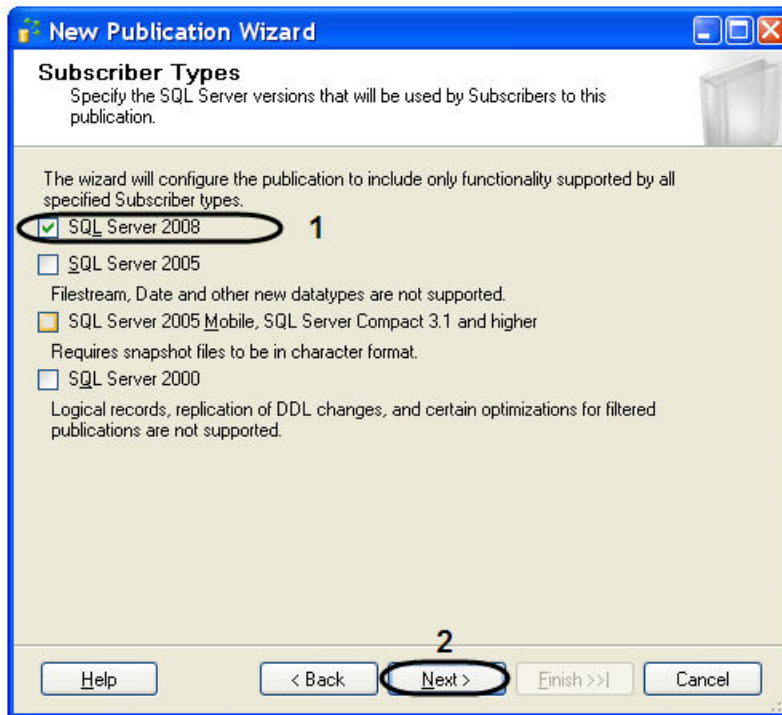 New Publication Wizard
Subscriber Types
Specify the SQL Server versions that will be used by Subscribers to this
publication.
The wizard will configure the publication to include only functionality supported by all
specified Subscriber types.
SQL Server 2008 1
SQL Server 2005
Filestream, Date and other new datatypes are not supported.
SQL Server 2005 Mobile, SQL Server Compact 3.1 and higher
Requires snapshot files to be in character format.
SQL Server 2000
Logical records, replication of DDL changes, and certain optimizations for filtered
publications are not supported.
2
Help < Back Next > Finish >>| Cancel